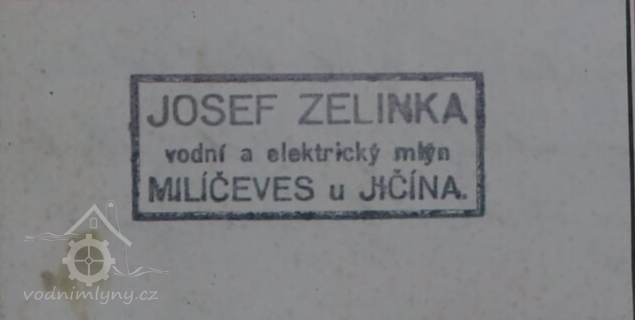 JOSEF ZELINKA
vodní a elektrický mlýn
MILÍČEVES u JIČÍNA.
vodnimlyny.cz